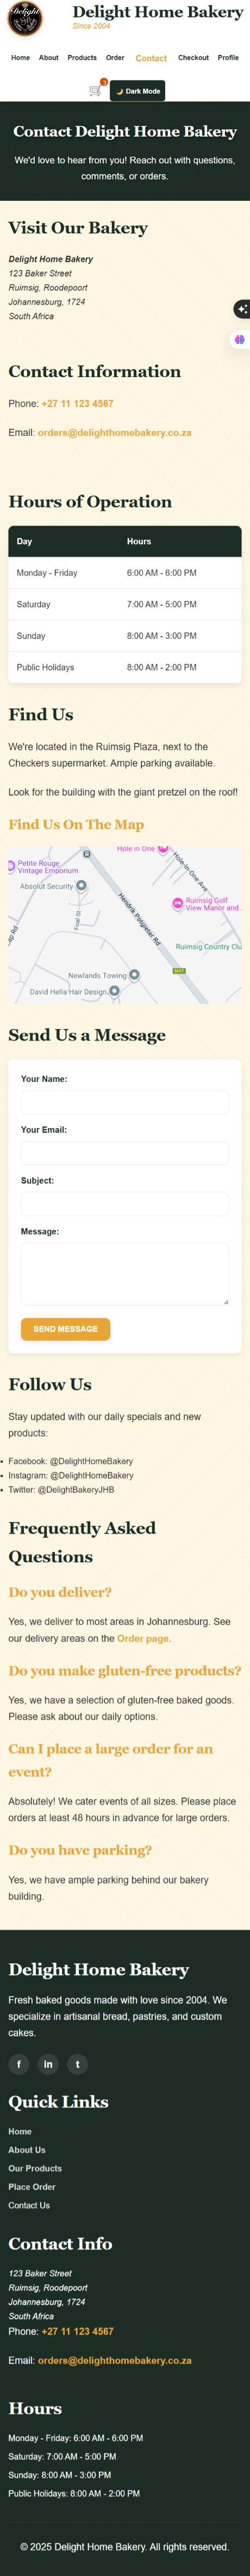 Delight
Delight Home Bakery
Since 2004
Home About Products Order Contact Checkout Profile
Dark Mode
Contact Delight Home Bakery
We'd love to hear from you! Reach out with questions,
comments, or orders.
Visit Our Bakery
Delight Home Bakery
123 Baker Street
Ruimsig, Roodepoort
Johannesburg, 1724
South Africa
Contact Information
Phone: +27 11 123 4567
Email: orders@delighthomebakery.co.za
Hours of Operation
Day Hours
Monday - Friday 6:00 AM - 6:00 PM
Saturday 7:00 AM - 5:00 PM
Sunday 8:00 AM - 3:00 PM
Public Holidays 8:00 AM - 2:00 PM
Find Us
We're located in the Ruimsig Plaza, next to the
Checkers supermarket. Ample parking available.
Look for the building with the giant pretzel on the roof!
Find Us On The Map
Hole in One
Petite Rouge
Vintage Emporium
Absolut Security
Hole-In-One Ave
Ruimsig Golf
View Manor and..
Foal St
Hendrik Potgieter Rd
Ruimsig Country Clu
Newlands Towing
M47
David Hella Hair Design.
Send Us a Message
Your Name:
Your Email:
Subject:
Message:
SEND MESSAGE
Follow Us
Stay updated with our daily specials and new
products:
Facebook: @DelightHomeBakery
Instagram: @DelightHomeBakery
Twitter: @DelightBakeryJHB
Frequently Asked
Questions
Do you deliver?
Yes, we deliver to most areas in Johannesburg. See
our delivery areas on the Order page.
Do you make gluten-free products?
Yes, we have a selection of gluten-free baked goods.
Please ask about our daily options.
Can I place a large order for an
event?
Absolutely! We cater events of all sizes. Please place
orders at least 48 hours in advance for large orders.
Do you have parking?
Yes, we have ample parking behind our bakery
building.
Delight Home Bakery
Fresh baked goods made with love since 2004. We
specialize in artisanal bread, pastries, and custom
cakes.
f in t
Quick Links
Home
About Us
Our Products
Place Order
Contact Us
Contact Info
123 Baker Street
Ruimsig, Roodepoort
Johannesburg, 1724
South Africa
Phone: +27 11 123 4567
Email: orders@delighthomebakery.co.za
Hours
Monday - Friday: 6:00 AM - 6:00 PM
Saturday: 7:00 AM - 5:00 PM
Sunday: 8:00 AM - 3:00 PM
Public Holidays: 8:00 AM - 2:00 PM
© 2025 Delight Home Bakery. All rights reserved.